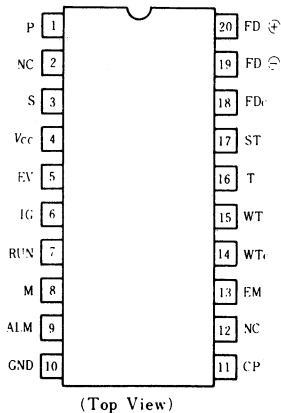 P 1 20 FD ⊕
NC 2 19 FD ⊖
S 3 18 FDc
Vcc 4 17 ST
EV 5 16 T
IG 6 15 WT
RUN 7 14 WTc
M 8 13 EM
ALM 9 12 NC
GND 10 11 CP
(Top View)